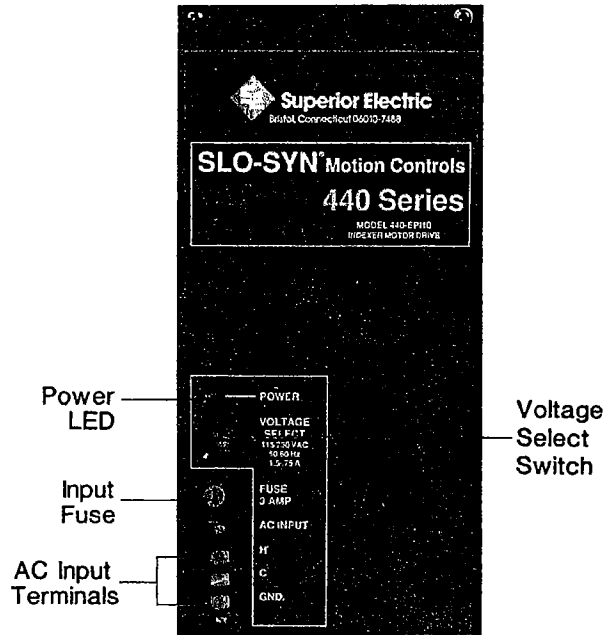 Superior Electric
Bristol, Connecticut 06010-7488
SLO-SYN® Motion Controls
440 Series
MODEL 440-EPI10
INDEXER MOTOR DRIVE
Power
LED
POWER
VOLTAGE
SELECT
115/230 VAC
50/60 Hz
1.5/.75 A
Voltage
Select
Switch
Input
Fuse
FUSE
3 AMP
AC INPUT
AC Input
Terminals
H
C
GND.